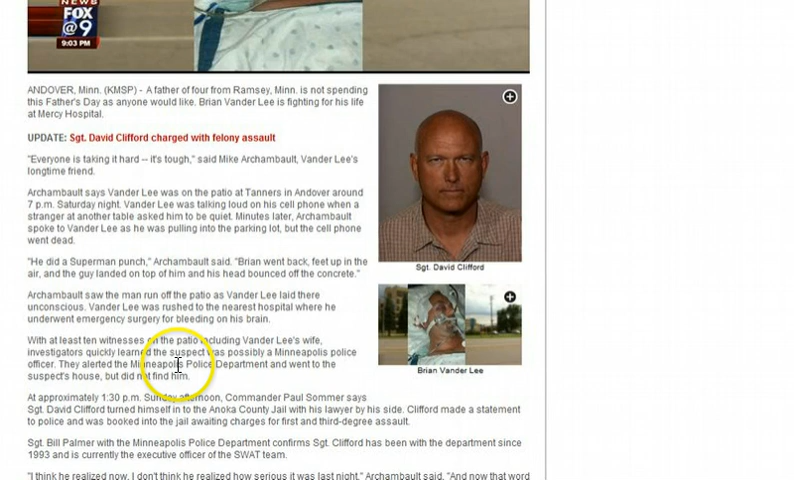 NEWS
FOX
@9
9:03 PM
ANDOVER, Minn. (KMSP) - A father of four from Ramsey, Minn. is not spending
this Father's Day as anyone would like. Brian Vander Lee is fighting for his life
at Mercy Hospital.
UPDATE: Sgt. David Clifford charged with felony assault
"Everyone is taking it hard -- it's tough," said Mike Archambault, Vander Lee's
longtime friend.
Archambault says Vander Lee was on the patio at Tanners in Andover around
7 p.m. Saturday night. Vander Lee was talking loud on his cell phone when a
stranger at another table asked him to be quiet. Minutes later, Archambault
spoke to Vander Lee as he was pulling into the parking lot, but the cell phone
went dead.
"He did a Superman punch," Archambault said. "Brian went back, feet up in the
air, and the guy landed on top of him and his head bounced off the concrete."
Sgt. David Clifford
Archambault saw the man run off the patio as Vander Lee laid there
unconscious. Vander Lee was rushed to the nearest hospital where he
underwent emergency surgery for bleeding on his brain.
With at least ten witnesses on the patio including Vander Lee's wife,
investigators quickly learned the suspect was possibly a Minneapolis police
officer. They alerted the Minneapolis Police Department and went to the
suspect's house, but did not find him.
Brian Vander Lee
At approximately 1:30 p.m. Sunday afternoon, Commander Paul Sommer says
Sgt. David Clifford turned himself in to the Anoka County Jail with his lawyer by his side. Clifford made a statement
to police and was booked into the jail awaiting charges for first and third-degree assault.
Sgt. Bill Palmer with the Minneapolis Police Department confirms Sgt. Clifford has been with the department since
1993 and is currently the executive officer of the SWAT team.
"I think he realized now, I don't think he realized how serious it was last night," Archambault said. "And now that word